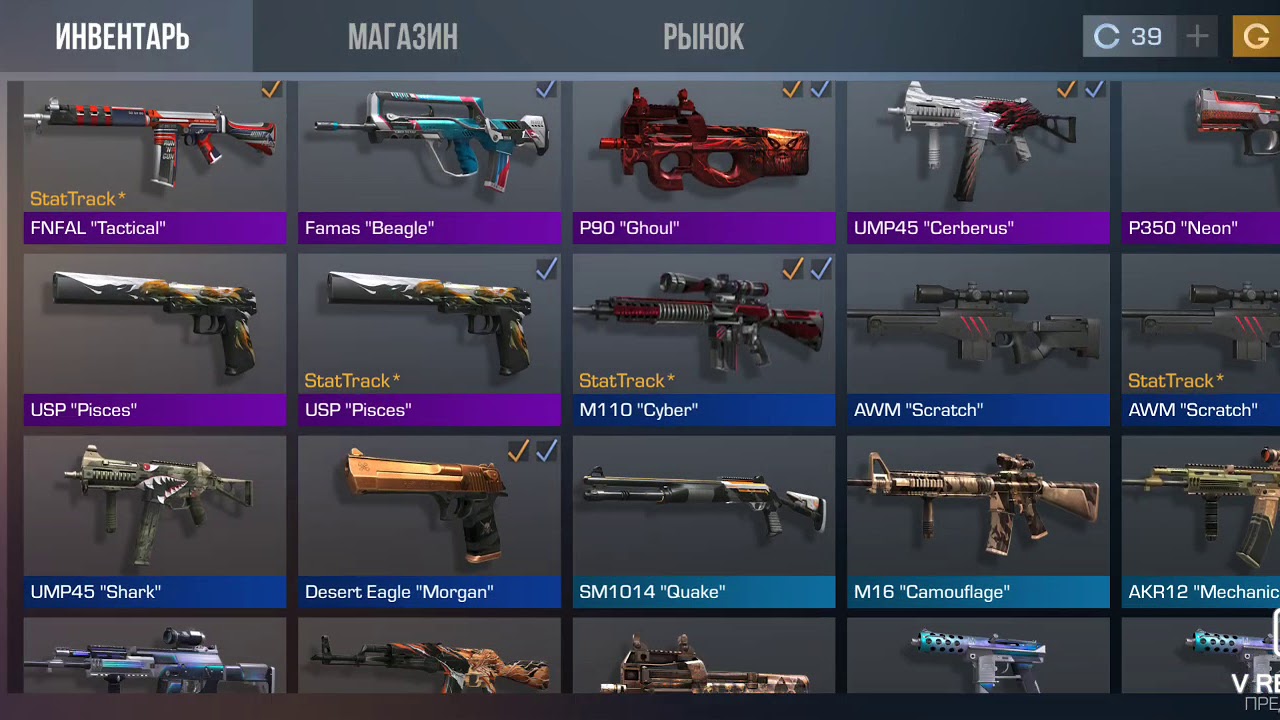 ИНВЕНТАРЬ МАГАЗИН РЫНОК C 39 + G
StatTrack*
FNFAL "Tactical" Famas "Beagle" P90 "Ghoul" UMP45 "Cerberus" P350 "Neon"
StatTrack* StatTrack* StatTrack*
USP "Pisces" USP "Pisces" M110 "Cyber" AWM "Scratch" AWM "Scratch"
UMP45 "Shark" Desert Eagle "Morgan" SM1014 "Quake" M16 "Camouflage" AKR12 "Mechanic
V RE
ПРЕ